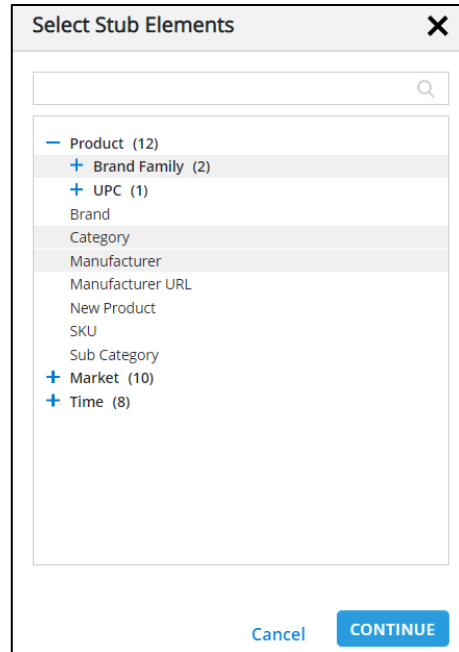 Select Stub Elements
Product (12)
Brand Family (2)
UPC (1)
Brand
Category
Manufacturer
Manufacturer URL
New Product
SKU
Sub Category
Market (10)
Time (8)
Cancel
CONTINUE